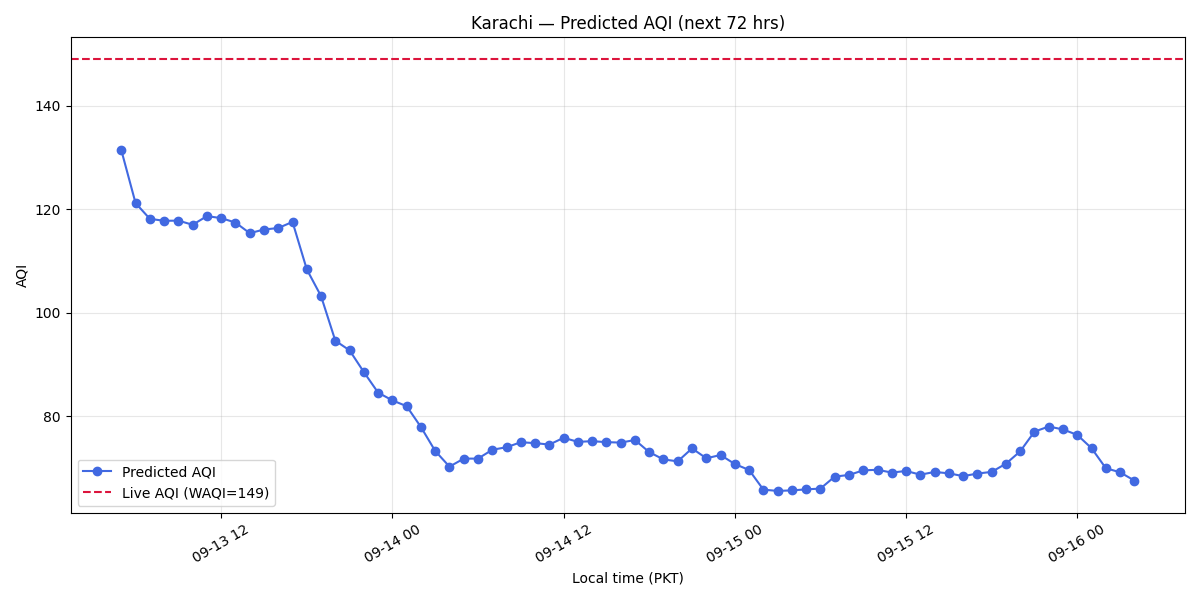 Karachi — Predicted AQI (next 72 hrs)
140
120
100
80
AQI
Predicted AQI
Live AQI (WAQI=149)
09-13 12
09-14 00
09-14 12
09-15 00
09-15 12
09-16 00
Local time (PKT)